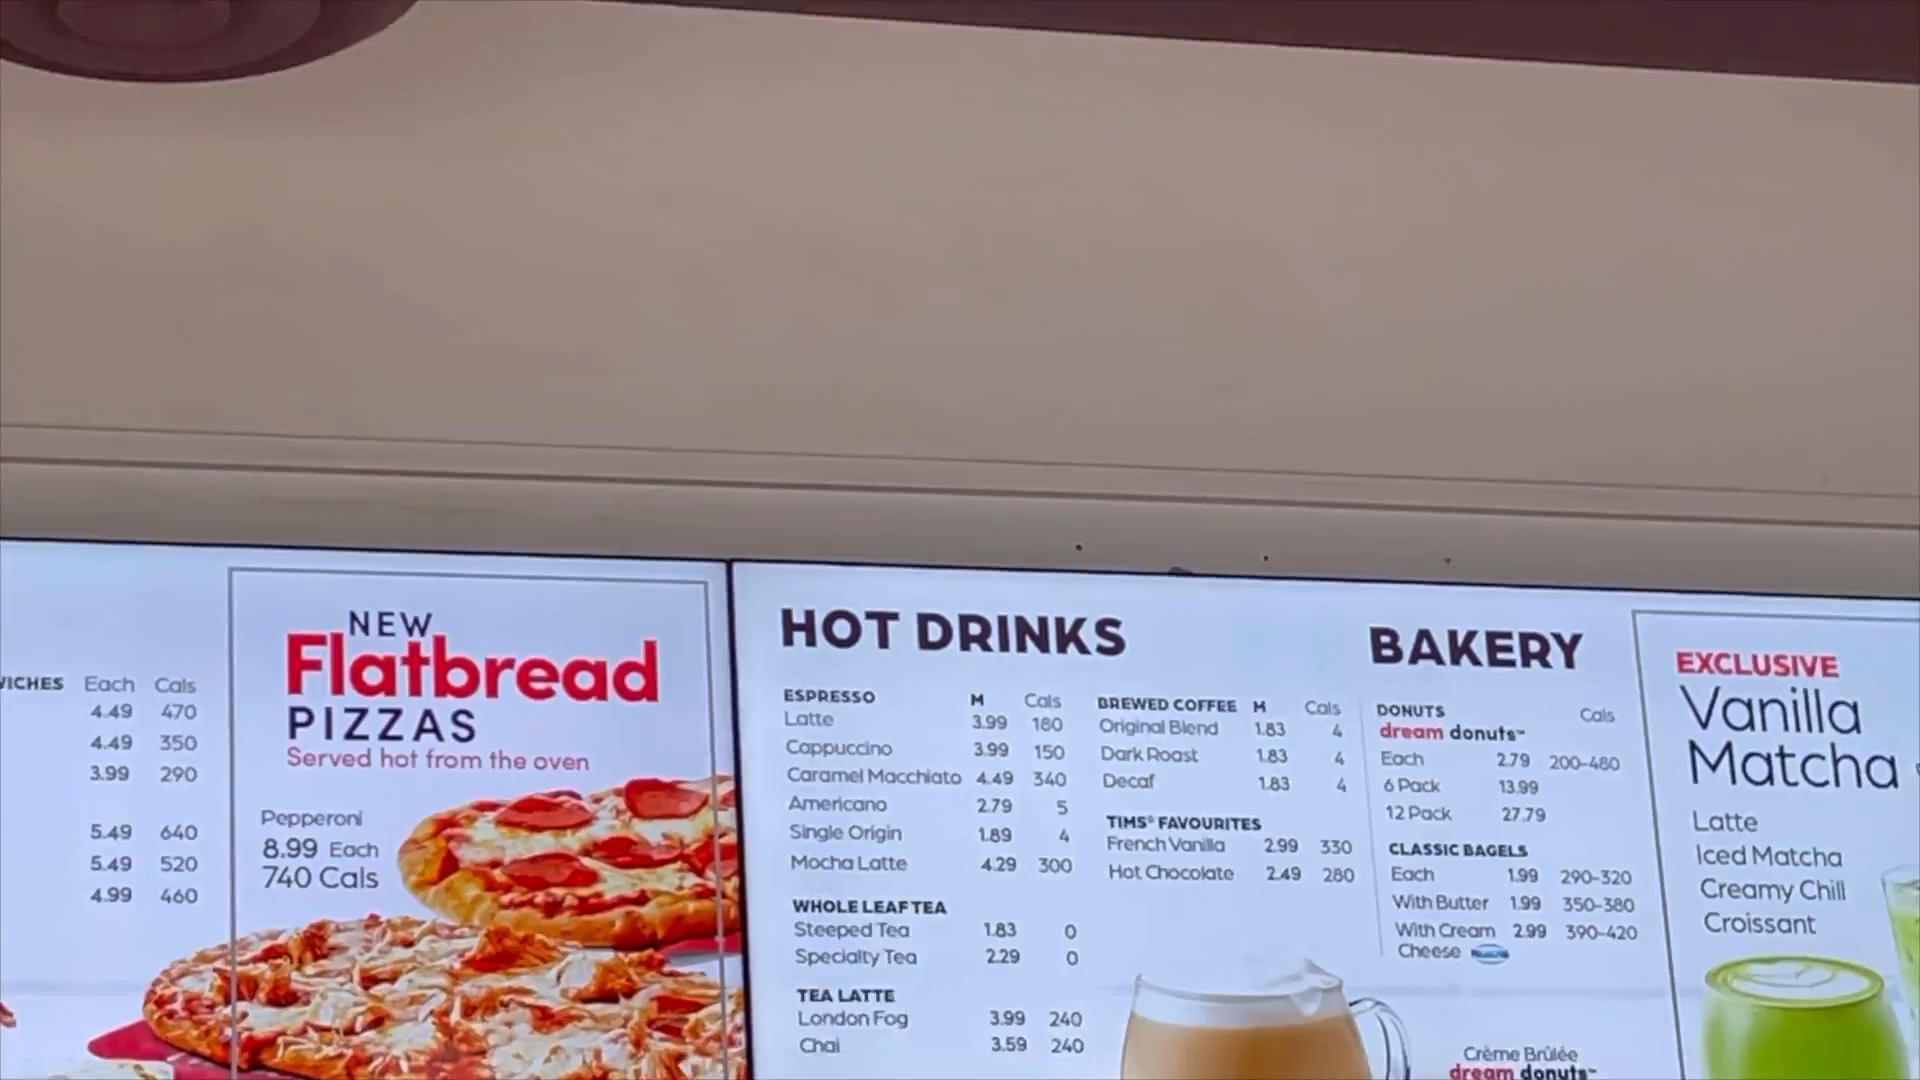 WICHES Each Cals
4.49 470
4.49 350
3.99 290
5.49 640
5.49 520
4.99 460
NEW
Flatbread
PIZZAS
Served hot from the oven
Pepperoni
8.99 Each
740 Cals
HOT DRINKS
ESPRESSO M Cals
Latte 3.99 180
Cappuccino 3.99 150
Caramel Macchiato 4.49 340
Americano 2.79 5
Single Origin 1.89 4
Mocha Latte 4.29 300
WHOLE LEAF TEA
Steeped Tea 1.83 0
Specialty Tea 2.29 0
TEA LATTE
London Fog 3.99 240
Chai 3.59 240
BREWED COFFEE M Cals
Original Blend 1.83 4
Dark Roast 1.83 4
Decaf 1.83 4
TIMS® FAVOURITES
French Vanilla 2.99 330
Hot Chocolate 2.49 280
BAKERY
DONUTS Cals
dream donuts™
Each 2.79 200-480
6 Pack 13.99
12 Pack 27.79
CLASSIC BAGELS
Each 1.99 290-320
With Butter 1.99 350-380
With Cream 2.99 390-420
Cheese
Crème Brûlée
dream donuts™
EXCLUSIVE
Vanilla
Matcha
Latte
Iced Matcha
Creamy Chill
Croissant